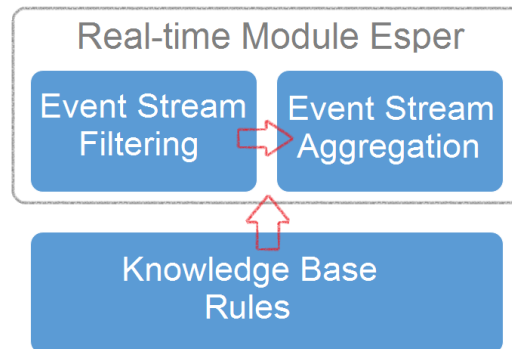 Real-time Module Esper
Event Stream
Filtering
Event Stream
Aggregation
Knowledge Base
Rules